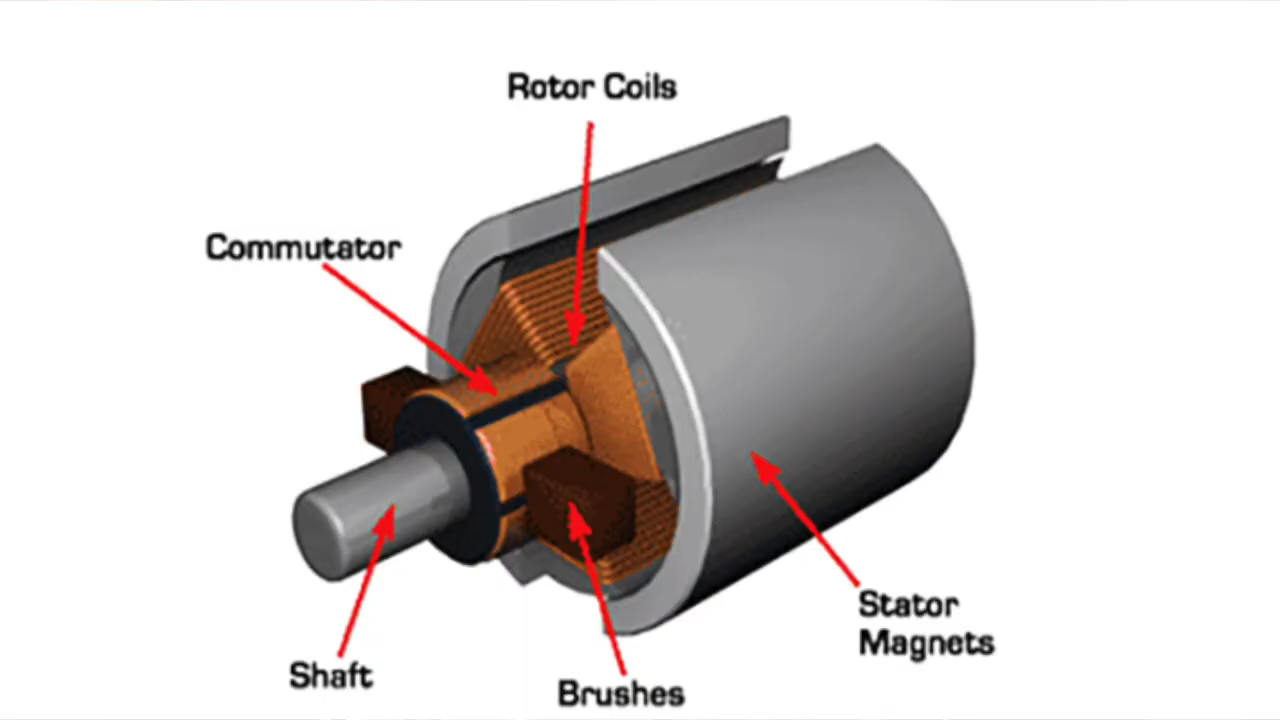 Rotor Coils
Commutator
Stator
Magnets
Shaft
Brushes